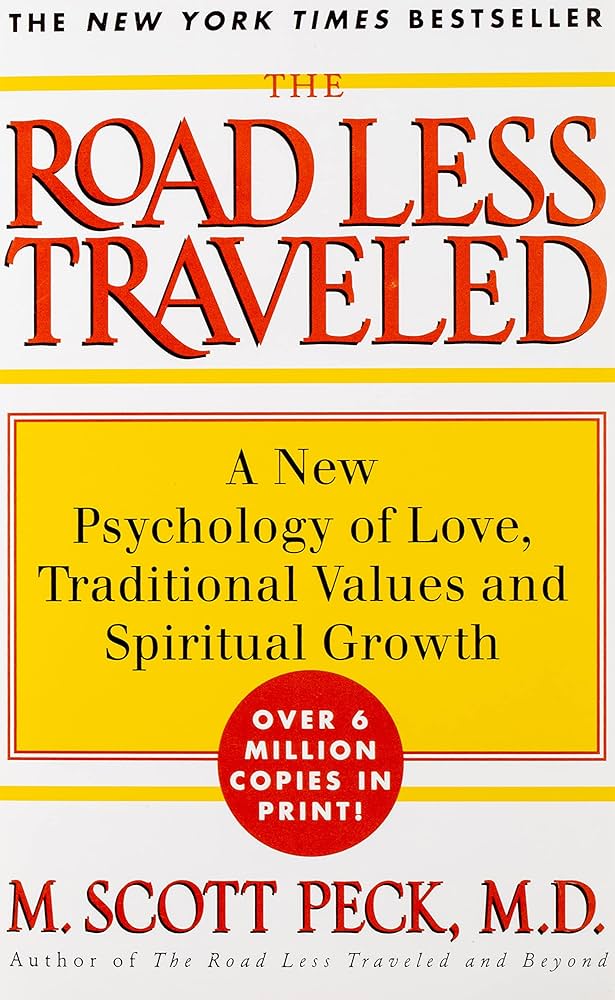 THE NEW YORK TIMES BESTSELLER
THE
ROAD LESS
TRAVELED
A New
Psychology of Love,
Traditional Values and
Spiritual Growth
OVER 6
MILLION
COPIES IN
PRINT!
M. SCOTT PECK, M.D.
Author of The Road Less Traveled and Beyond